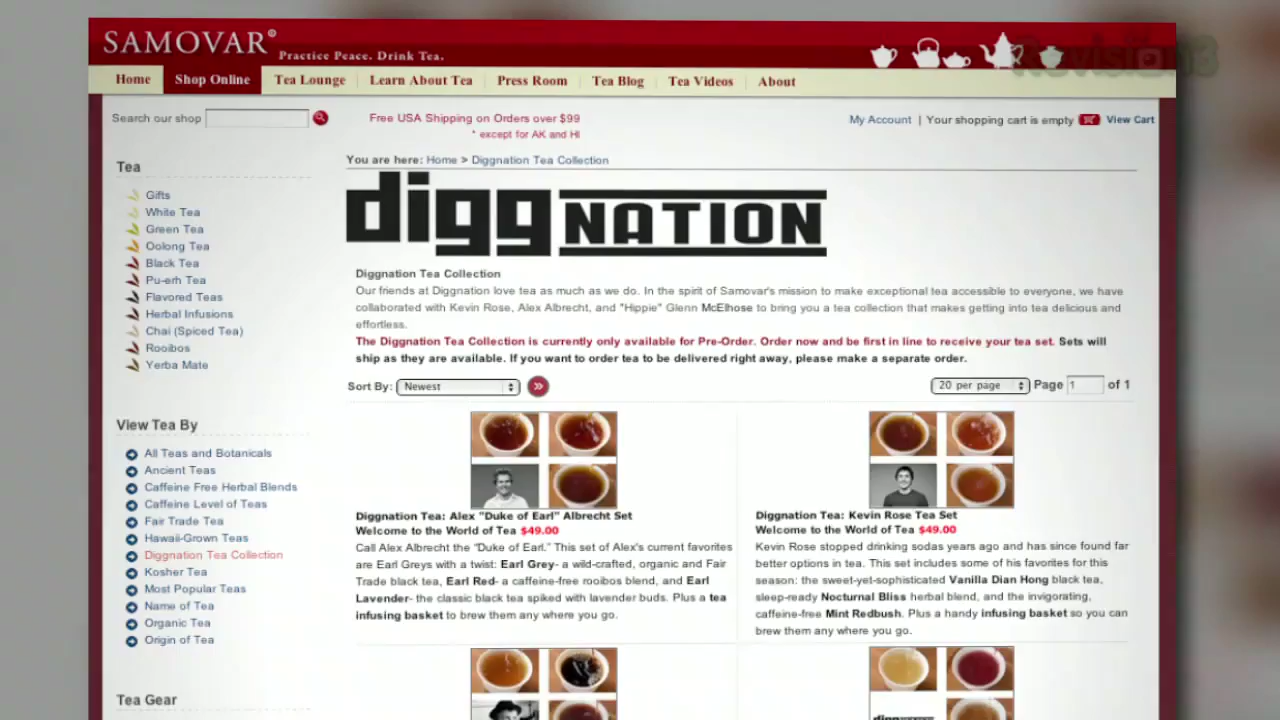 SAMOVAR®
Practice Peace. Drink Tea.
Revision3
Home
Shop Online
Tea Lounge
Learn About Tea
Press Room
Tea Blog
Tea Videos
About
Search our shop
Free USA Shipping on Orders over $99
* except for AK and HI
My Account | Your shopping cart is empty View Cart
Tea
Gifts
White Tea
Green Tea
Oolong Tea
Black Tea
Pu-erh Tea
Flavored Teas
Herbal Infusions
Chai (Spiced Tea)
Rooibos
Yerba Mate
View Tea By
All Teas and Botanicals
Ancient Teas
Caffeine Free Herbal Blends
Caffeine Level of Teas
Fair Trade Tea
Hawaii-Grown Teas
Diggnation Tea Collection
Kosher Tea
Most Popular Teas
Name of Tea
Organic Tea
Origin of Tea
Tea Gear
You are here: Home > Diggnation Tea Collection
digg NATION
Diggnation Tea Collection
Our friends at Diggnation love tea as much as we do. In the spirit of Samovar's mission to make exceptional tea accessible to everyone, we have
collaborated with Kevin Rose, Alex Albrecht, and "Hippie" Glenn McElhose to bring you a tea collection that makes getting into tea delicious and
effortless.
The Diggnation Tea Collection is currently only available for Pre-Order. Order now and be first in line to receive your tea set. Sets will
ship as they are available. If you want to order tea to be delivered right away, please make a separate order.
Sort By: Newest
20 per page Page 1 of 1
Diggnation Tea: Alex "Duke of Earl" Albrecht Set
Welcome to the World of Tea $49.00
Call Alex Albrecht the "Duke of Earl." This set of Alex's current favorites
are Earl Greys with a twist: Earl Grey- a wild-crafted, organic and Fair
Trade black tea, Earl Red- a caffeine-free rooibos blend, and Earl
Lavender- the classic black tea spiked with lavender buds. Plus a tea
infusing basket to brew them any where you go.
Diggnation Tea: Kevin Rose Tea Set
Welcome to the World of Tea $49.00
Kevin Rose stopped drinking sodas years ago and has since found far
better options in tea. This set includes some of his favorites for this
season: the sweet-yet-sophisticated Vanilla Dian Hong black tea,
sleep-ready Nocturnal Bliss herbal blend, and the invigorating,
caffeine-free Mint Redbush. Plus a handy infusing basket so you can
brew them any where you go.
diggNATION